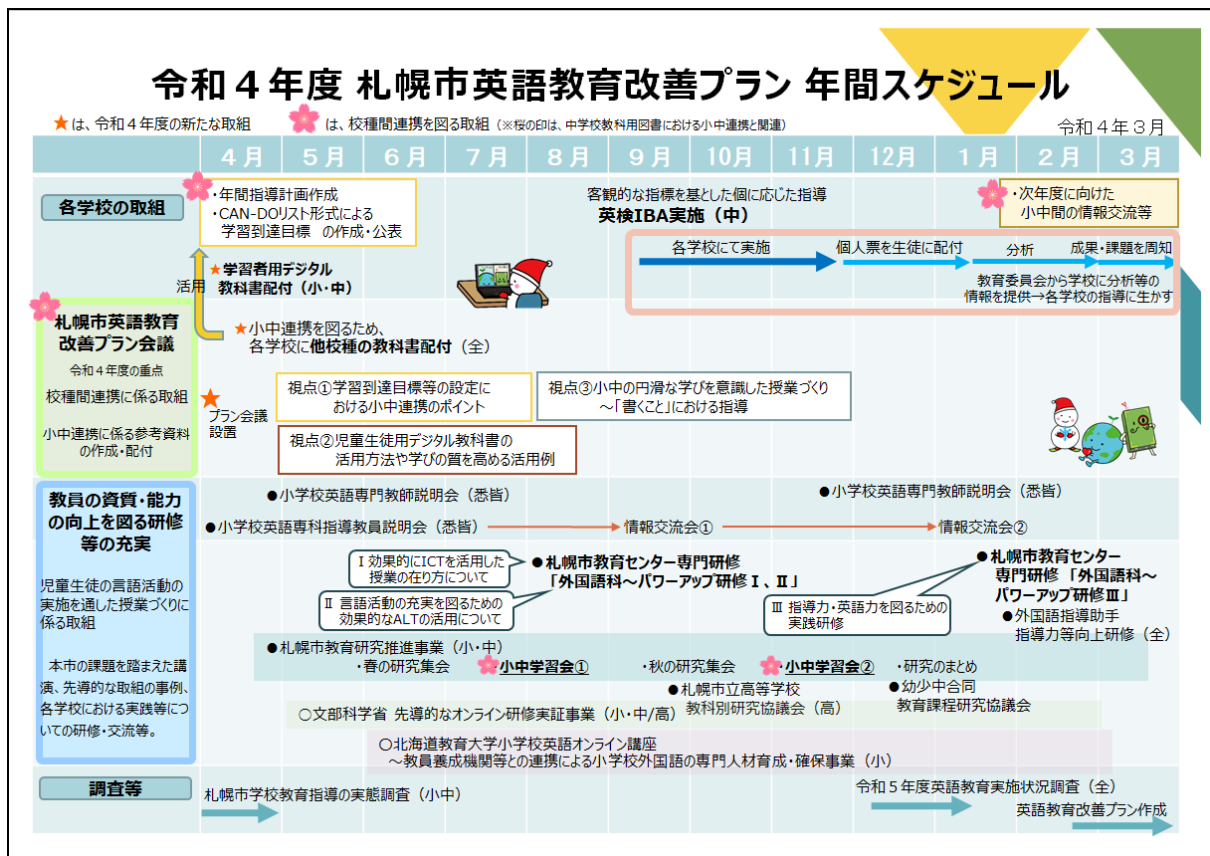 令和４年度 札幌市英語教育改善プラン 年間スケジュール
★は、令和４年度の新たな取組
は、校種間連携を図る取組（※桜の印は、中学校教科用図書における小中連携と関連）
令和４年３月
４月 ５月 ６月 ７月 ８月 ９月 10月 11月 12月 １月 ２月 ３月
各学校の取組
・年間指導計画作成
・CAN-DOリスト形式による
学習到達目標 の作成・公表
客観的な指標を基とした個に応じた指導
英検IBA実施（中）
・次年度に向けた
小中間の情報交流等
各学校にて実施
個人票を生徒に配付
分析
成果・課題を周知
教育委員会から学校に分析等の
情報を提供→各学校の指導に生かす
活用
★学習者用デジタル
教科書配付（小・中）
★小中連携を図るため、
各学校に他校種の教科書配付（全）
札幌市英語教育
改善プラン会議
令和４年度の重点
校種間連携に係る取組
小中連携に係る参考資料
の作成・配付
★
プラン会議
設置
視点①学習到達目標等の設定に
おける小中連携のポイント
視点③小中の円滑な学びを意識した授業づくり
～「書くこと」における指導
視点②児童生徒用デジタル教科書の
活用方法や学びの質を高める活用例
教員の資質・能力
の向上を図る研修
等の充実
児童生徒の言語活動の
実施を通した授業づくりに
係る取組
本市の課題を踏まえた講
演、先導的な取組の事例、
各学校における実践等につ
いての研修・交流等。
●小学校英語専門教師説明会（悉皆）
●小学校英語専門教師説明会（悉皆）
●小学校英語専科指導教員説明会（悉皆）
情報交流会①
情報交流会②
Ⅰ効果的にICTを活用した
授業の在り方について
Ⅱ 言語活動の充実を図るための
効果的なALTの活用について
●札幌市教育センター専門研修
「外国語科～パワーアップ研修Ⅰ、Ⅱ」
Ⅲ 指導力・英語力を図るための
実践研修
●札幌市教育センター
専門研修 「外国語科～
パワーアップ研修Ⅲ」
●外国語指導助手
指導力等向上研修（全）
●札幌市教育研究推進事業（小・中）
・春の研究集会
・小中学習会①
・秋の研究集会
・小中学習会②
・研究のまとめ
●札幌市立高等学校
教科別研究協議会（高）
●幼少中合同
教育課程研究協議会
○文部科学省 先導的なオンライン研修実証事業（小・中/高）
○北海道教育大学小学校英語オンライン講座
～教員養成機関等との連携による小学校外国語の専門人材育成・確保事業（小）
調査等
札幌市学校教育指導の実態調査（小中）
令和５年度英語教育実施状況調査（全）
英語教育改善プラン作成